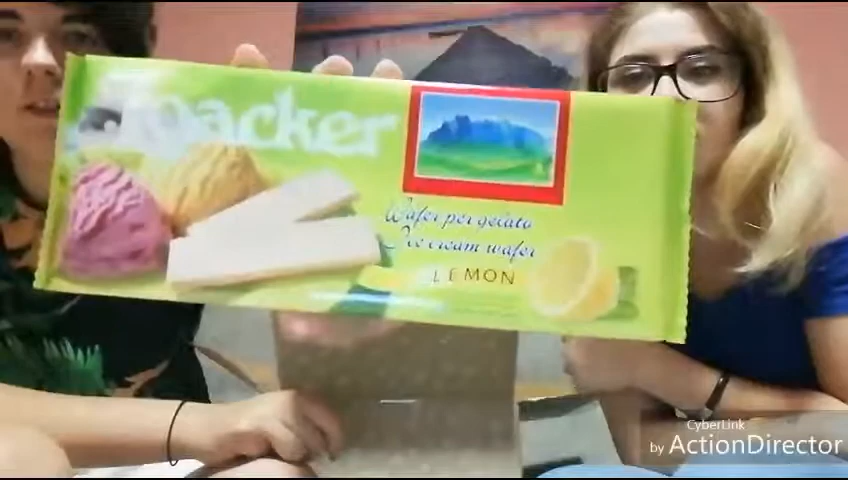 Loacker
Wafer per gelato
Ice cream wafer
LEMON
CyberLink
by ActionDirector